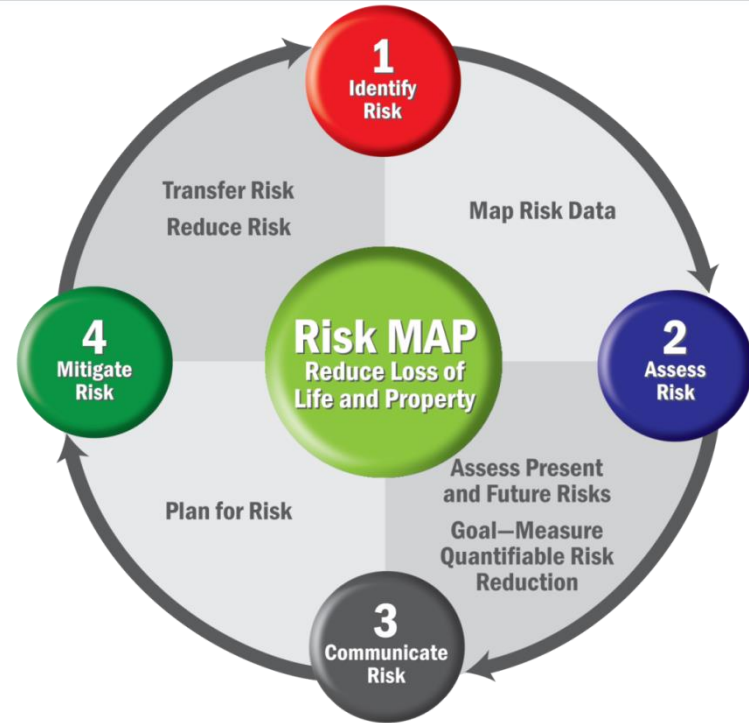 1
Identify
Risk
Transfer Risk
Reduce Risk
Map Risk Data
4
Mitigate
Risk
Risk MAP
Reduce Loss of
Life and Property
2
Assess
Risk
Assess Present
and Future Risks
Goal—Measure
Quantifiable Risk
Reduction
Plan for Risk
3
Communicate
Risk